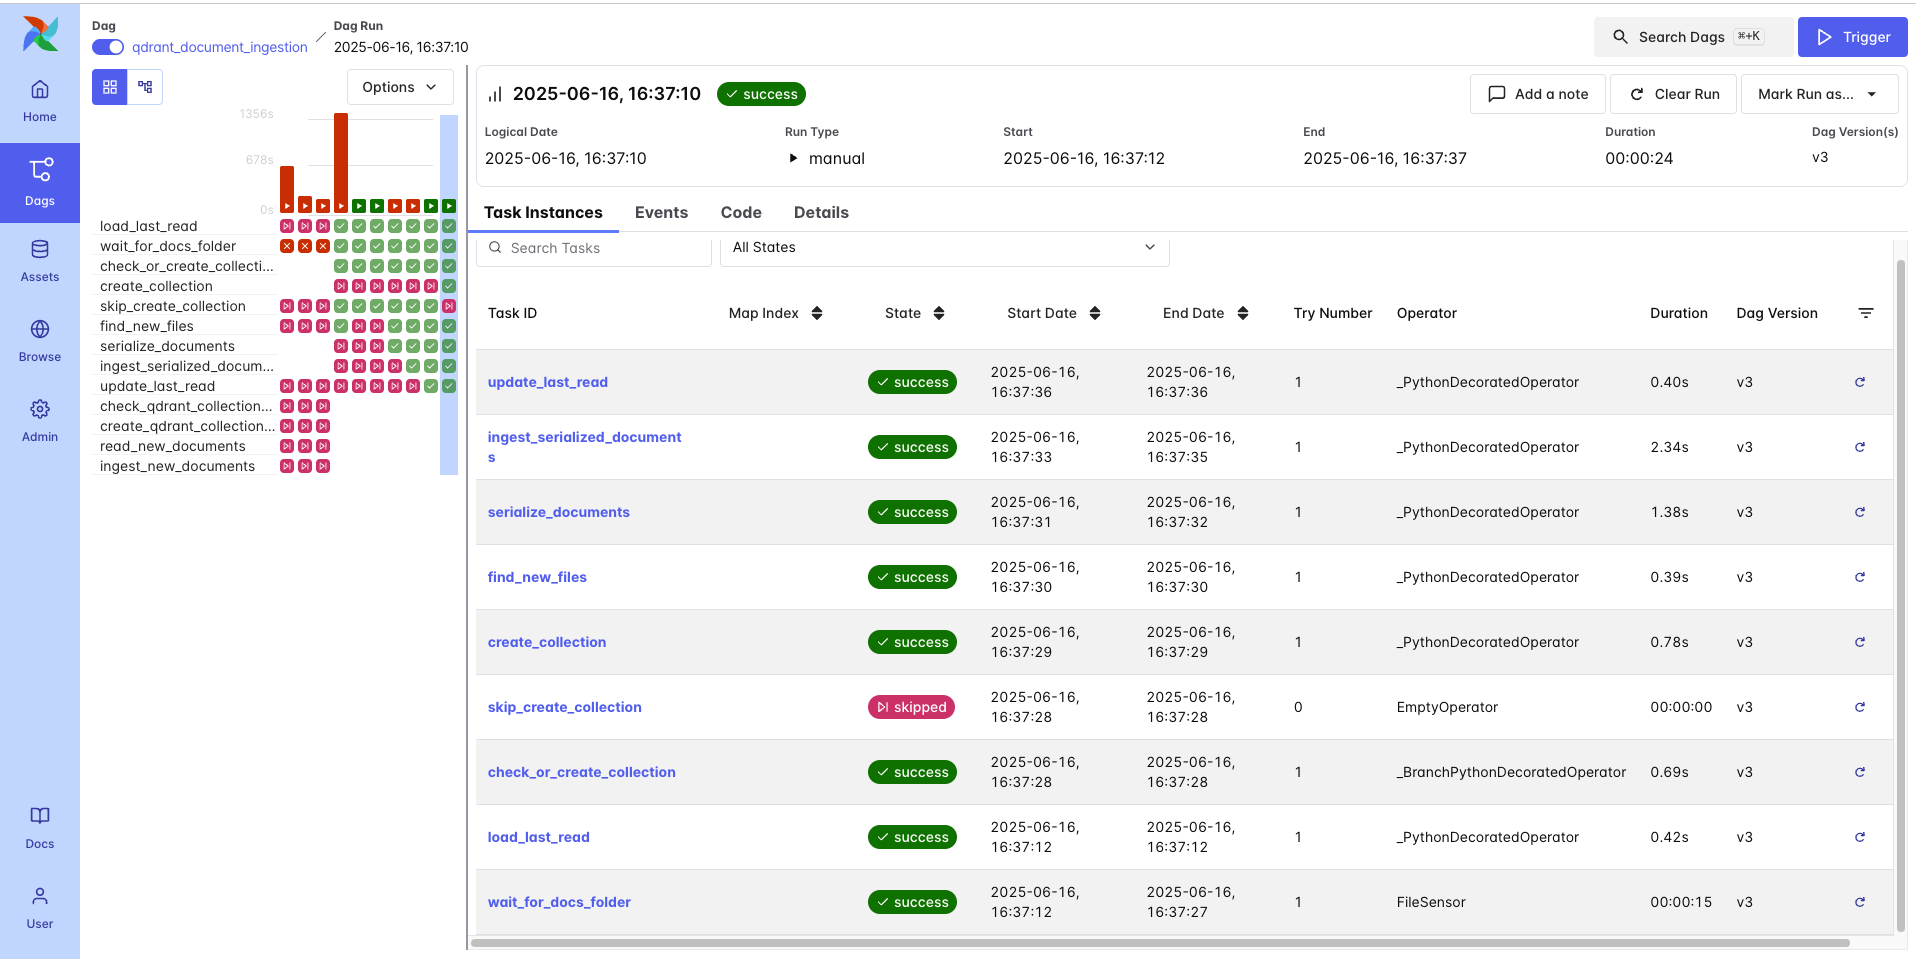 Dag
qdrant_document_ingestion
/
Dag Run
2025-06-16, 16:37:10
Search Dags ⌘+K
Trigger
Home
Dags
Assets
Browse
Admin
Docs
User
Options
1356s
678s
0s
load_last_read
wait_for_docs_folder
check_or_create_collecti...
create_collection
skip_create_collection
find_new_files
serialize_documents
ingest_serialized_docum...
update_last_read
check_qdrant_collection...
create_qdrant_collection...
read_new_documents
ingest_new_documents
2025-06-16, 16:37:10 success
Add a note
Clear Run
Mark Run as...
Logical Date Run Type Start End Duration Dag Version(s)
2025-06-16, 16:37:10 manual 2025-06-16, 16:37:12 2025-06-16, 16:37:37 00:00:24 v3
Task Instances Events Code Details
Search Tasks All States
Task ID Map Index State Start Date End Date Try Number Operator Duration Dag Version
update_last_read success 2025-06-16, 16:37:36 2025-06-16, 16:37:36 1 _PythonDecoratedOperator 0.40s v3
ingest_serialized_documents success 2025-06-16, 16:37:33 2025-06-16, 16:37:35 1 _PythonDecoratedOperator 2.34s v3
serialize_documents success 2025-06-16, 16:37:31 2025-06-16, 16:37:32 1 _PythonDecoratedOperator 1.38s v3
find_new_files success 2025-06-16, 16:37:30 2025-06-16, 16:37:30 1 _PythonDecoratedOperator 0.39s v3
create_collection success 2025-06-16, 16:37:29 2025-06-16, 16:37:29 1 _PythonDecoratedOperator 0.78s v3
skip_create_collection skipped 2025-06-16, 16:37:28 2025-06-16, 16:37:28 0 EmptyOperator 00:00:00 v3
check_or_create_collection success 2025-06-16, 16:37:28 2025-06-16, 16:37:28 1 _BranchPythonDecoratedOperator 0.69s v3
load_last_read success 2025-06-16, 16:37:12 2025-06-16, 16:37:12 1 _PythonDecoratedOperator 0.42s v3
wait_for_docs_folder success 2025-06-16, 16:37:12 2025-06-16, 16:37:27 1 FileSensor 00:00:15 v3